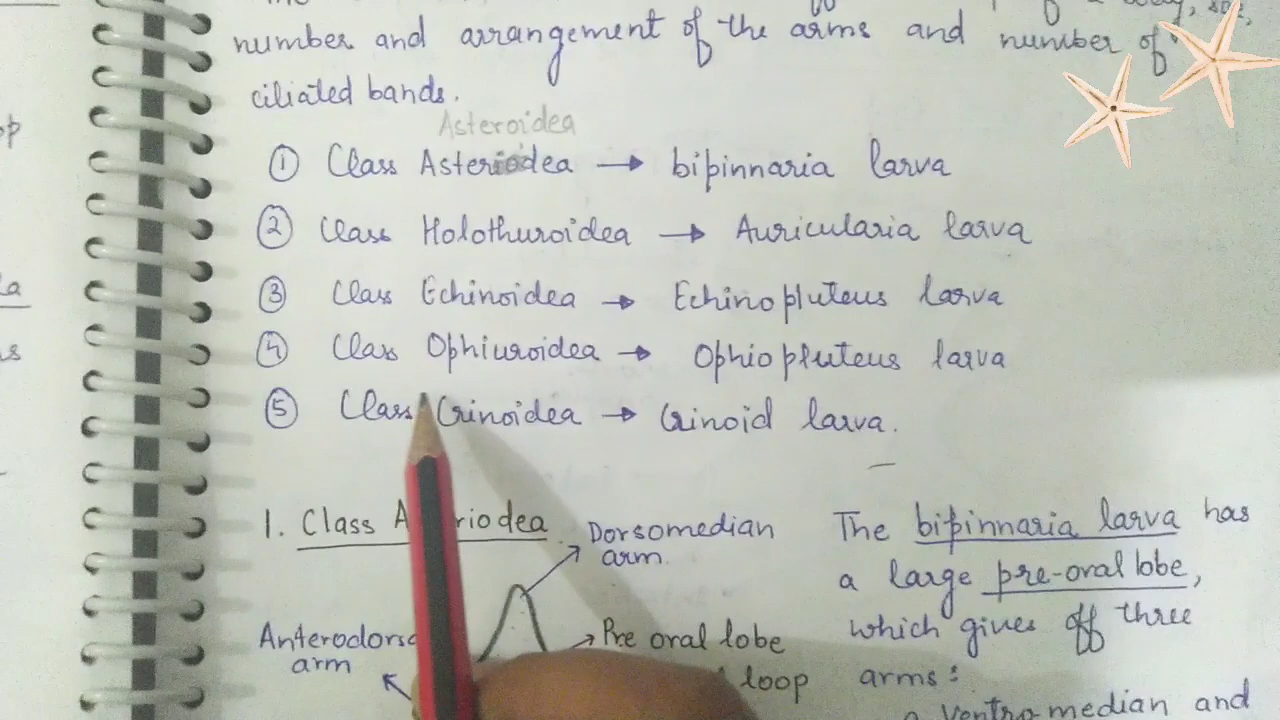 number and arrangement of the arms and number of
ciliated bands.
Asteroidea
① Class Asteriodea → bipinnaria larva
② Class Holothuroidea → Auricularia larva
③ Class Echinoidea → Echinopluteus larva
④ Class Ophiuroidea → Ophiopluteus larva
⑤ Class Crinoidea → Crinoid larva.
1. Class A riodea
Dorsomedian
arm
Anterodors
arm
Pre oral lobe
loop
The bipinnaria larva has
a large pre-oral lobe,
which gives off three
arms:
a ventro median and